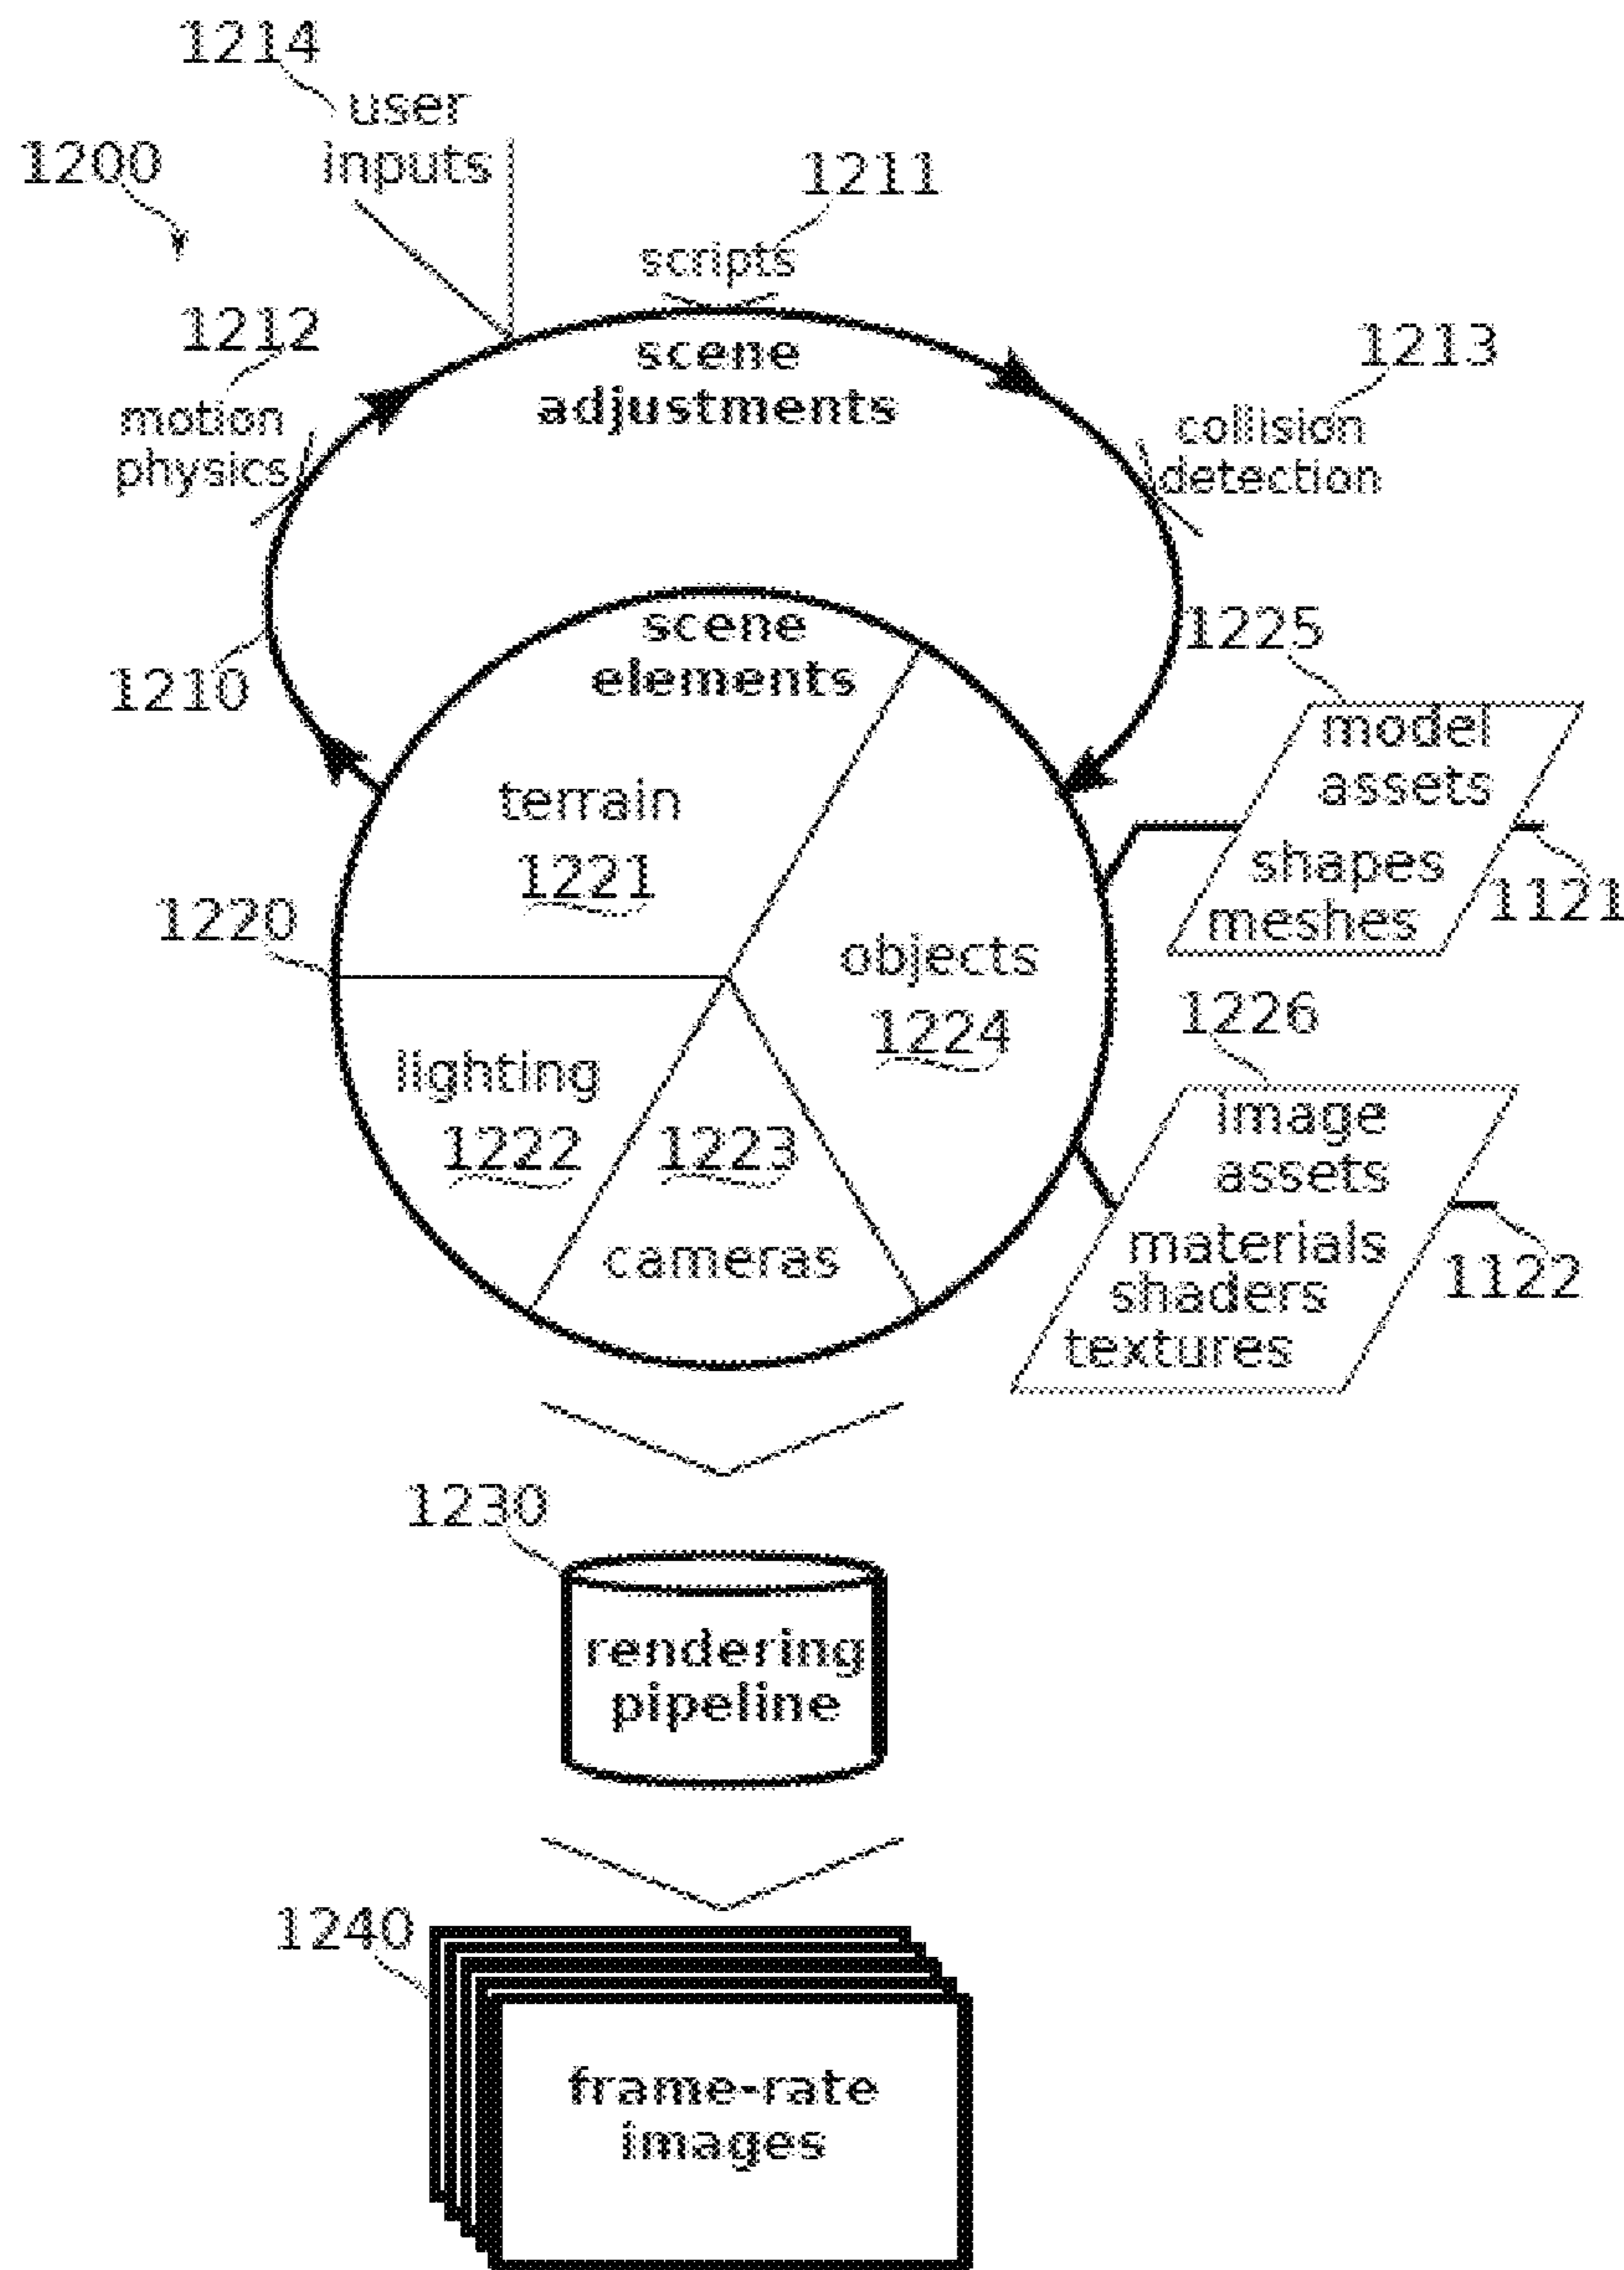 1214
user
inputs
1200
1211
scripts
1212
motion
physics
scene
adjustments
1213
collision
detection
1210
scene
elements
1225
model
assets
shapes
meshes
1121
terrain
1221
1220
objects
1224
lighting
1222
1223
cameras
1226
image
assets
materials
shaders
textures
1122
1230
rendering
pipeline
1240
frame-rate
images